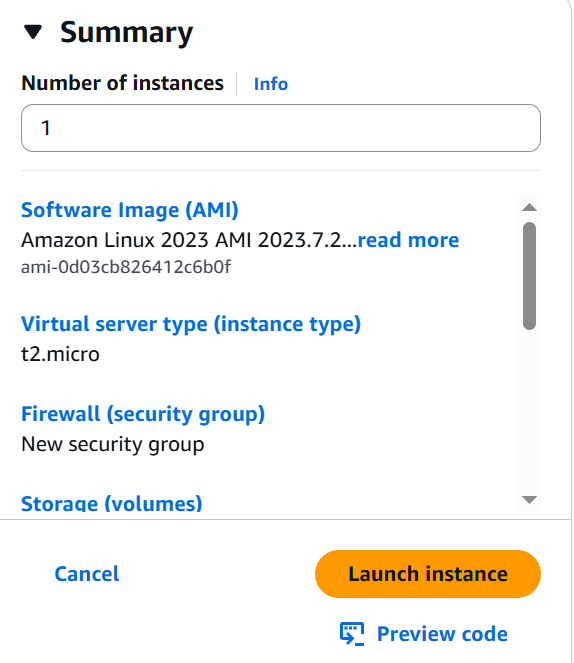 Summary
Number of instances Info
1
Software Image (AMI)
Amazon Linux 2023 AMI 2023.7.2...read more
ami-0d03cb826412c6b0f
Virtual server type (instance type)
t2.micro
Firewall (security group)
New security group
Storage (volumes)
Cancel
Launch instance
Preview code